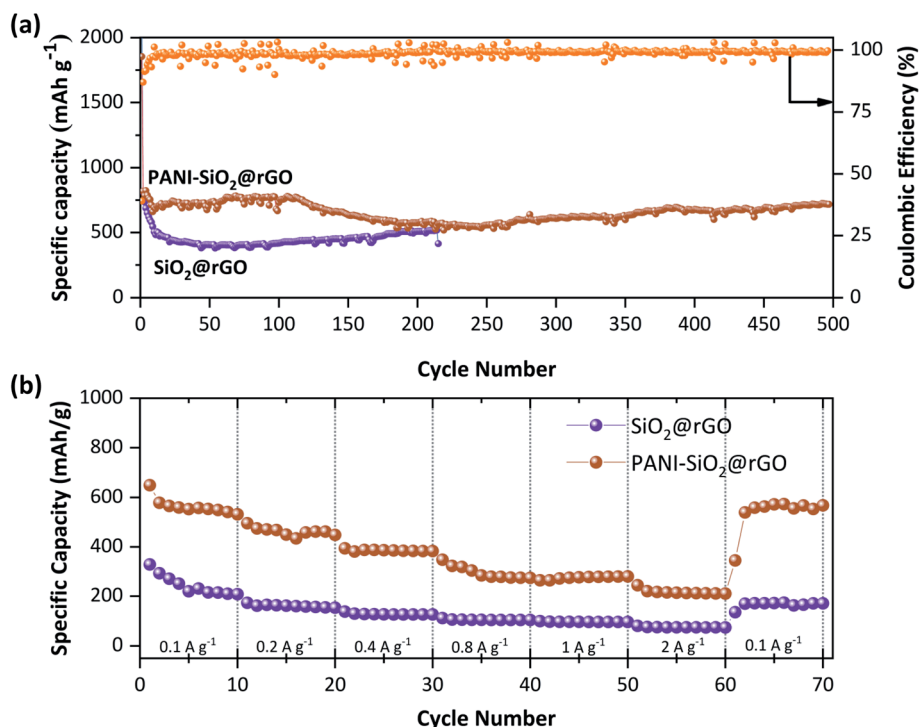 (a)
Specific capacity (mAh g⁻¹)
2000
1500
1000
500
0
PANI-SiO₂@rGO
SiO₂@rGO
100
75
50
25
0
Coulombic Efficiency (%)
0 50 100 150 200 250 300 350 400 450 500
Cycle Number
(b)
Specific Capacity (mAh/g)
1000
800
600
400
200
0
SiO₂@rGO
PANI-SiO₂@rGO
0.1 A g⁻¹ 0.2 A g⁻¹ 0.4 A g⁻¹ 0.8 A g⁻¹ 1 A g⁻¹ 2 A g⁻¹ 0.1 A g⁻¹
0 10 20 30 40 50 60 70
Cycle Number